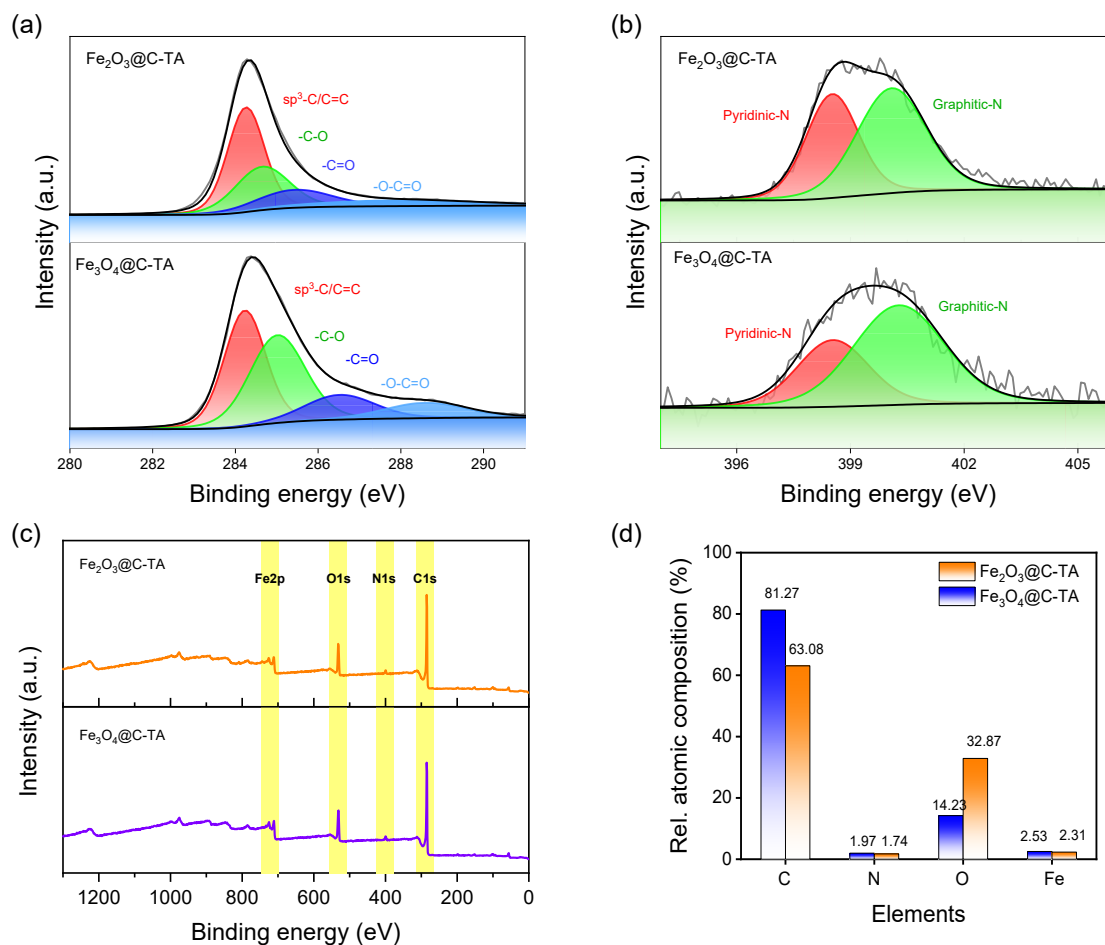 (a)
Fe₂O₃@C-TA
sp³-C/C=C
-C-O
-C=O
-O-C=O
Fe₃O₄@C-TA
sp³-C/C=C
-C-O
-C=O
-O-C=O
Intensity (a.u.)
280 282 284 286 288 290
Binding energy (eV)
(b)
Fe₂O₃@C-TA
Pyridinic-N
Graphitic-N
Fe₃O₄@C-TA
Pyridinic-N
Graphitic-N
Intensity (a.u.)
396 399 402 405
Binding energy (eV)
(c)
Fe₂O₃@C-TA
Fe2p O1s N1s C1s
Fe₃O₄@C-TA
Intensity (a.u.)
1200 1000 800 600 400 200 0
Binding energy (eV)
(d)
Rel. atomic composition (%)
100
80
60
40
20
0
Fe₂O₃@C-TA
Fe₃O₄@C-TA
81.27
63.08
1.97 1.74
14.23
32.87
2.53 2.31
C N O Fe
Elements